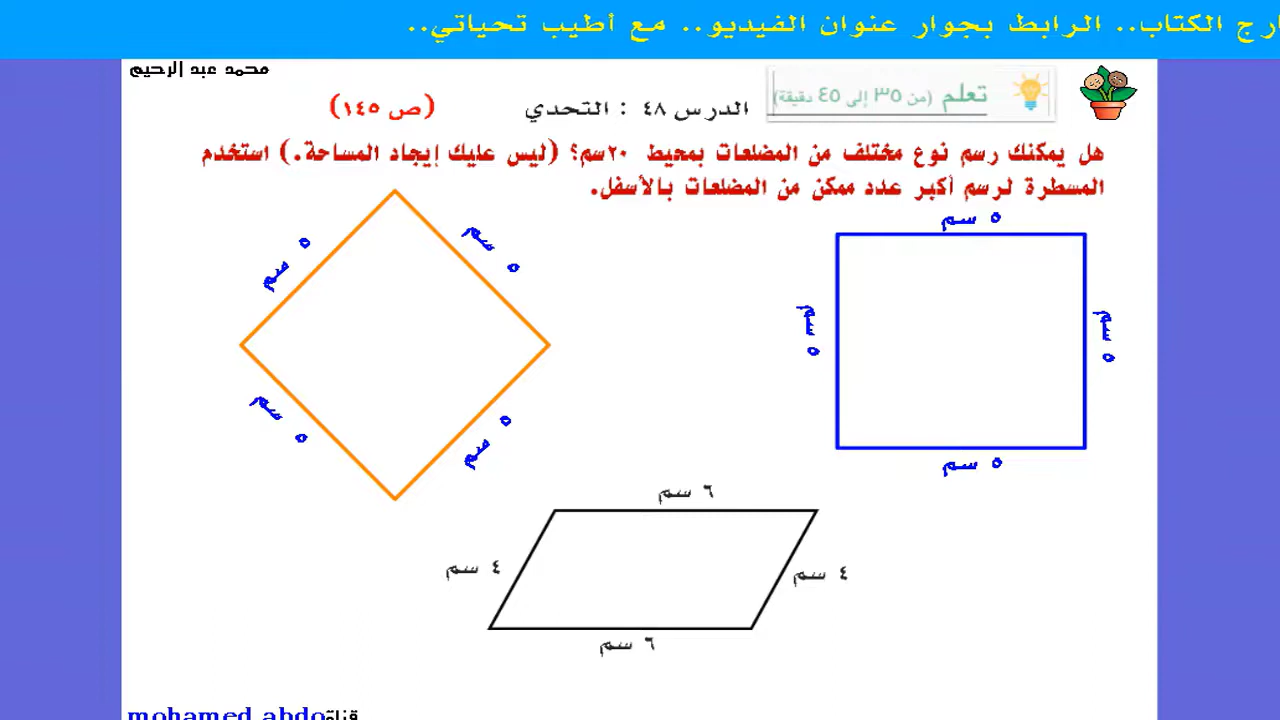 رج الكتاب.. الرابط بجوار عنوان الفيديو.. مع أطيب تحياتي..
محمد عبد الرحيم
تعلم (من ٣٥ إلى ٤٥ دقيقة)
الدرس ٤٨ : التحدي
(ص ١٤٥)
هل يمكنك رسم نوع مختلف من المضلعات بمحيط ٢٠سم؟ (ليس عليك إيجاد المساحة.) استخدم
المسطرة لرسم أكبر عدد ممكن من المضلعات بالأسفل.
٥ سم
٥ سم
٥ سم
٥ سم
٥ سم
٥ سم
٥ سم
٥ سم
٦ سم
٤ سم
٤ سم
٦ سم
قناة mohamed abdo